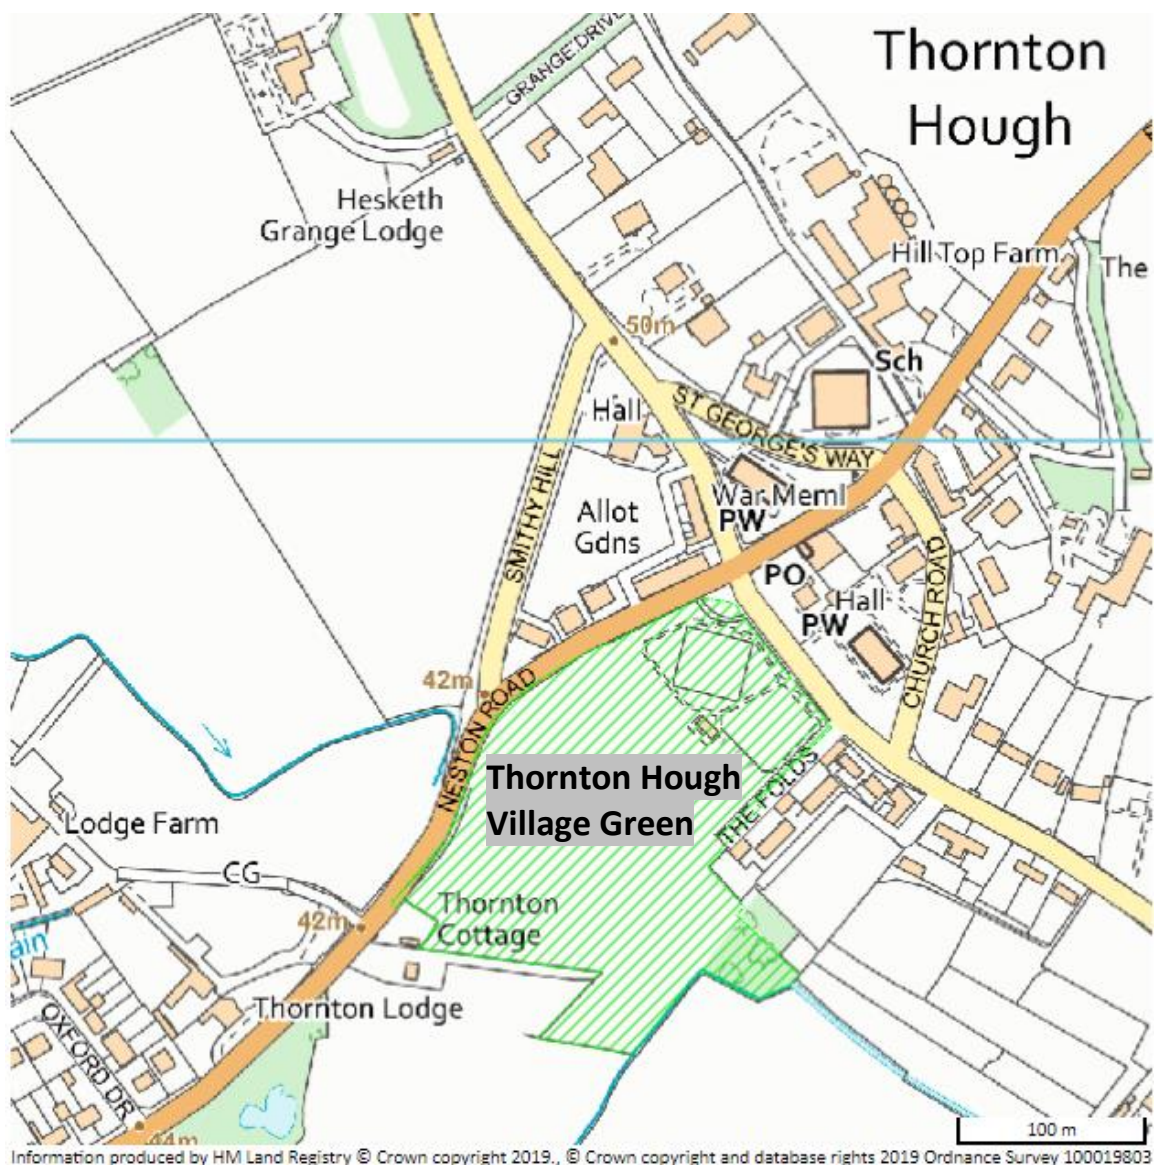 Thornton
Hough
GRANGE DRIVE
Hesketh
Grange Lodge
Hill Top Farm
The
50m
Sch
Hall
ST GEORGE'S WAY
War Meml
PW
Allot
Gdns
SMITHY HILL
PO
Hall
PW
CHURCH ROAD
42m
NESTON ROAD
Thornton Hough
Village Green
THE FOLDS
Lodge Farm
CG
Thornton
Cottage
42m
ain
Thornton Lodge
OXFORD DR
44m
100 m
Information produced by HM Land Registry © Crown copyright 2019., © Crown copyright and database rights 2019 Ordnance Survey 100019803